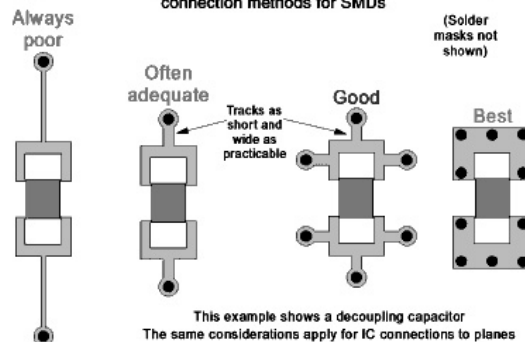 connection methods for SMDs
Always
poor
(Solder
masks not
shown)
Often
adequate
Tracks as
short and
wide as
practicable
Good
Best
This example shows a decoupling capacitor
The same considerations apply for IC connections to planes